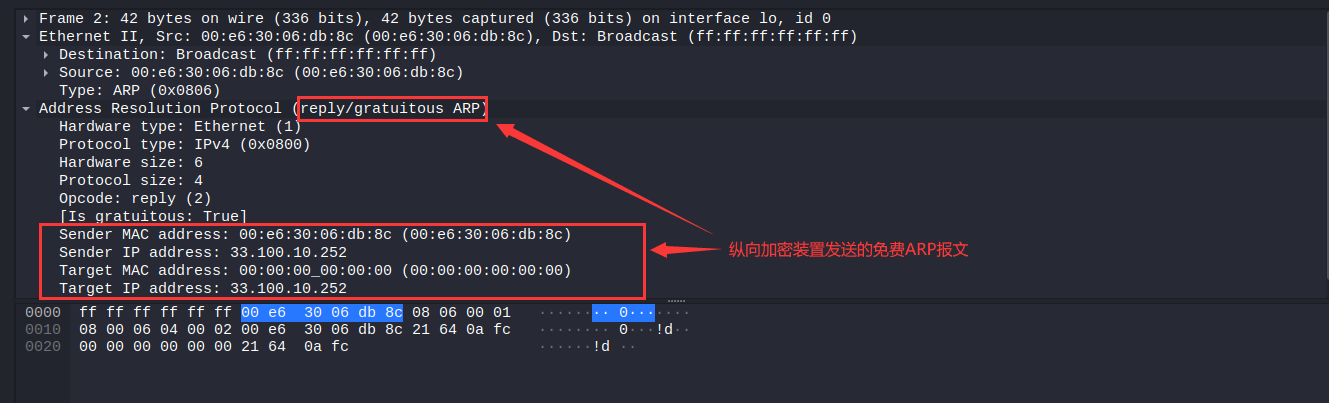 Frame 2: 42 bytes on wire (336 bits), 42 bytes captured (336 bits) on interface lo, id 0
Ethernet II, Src: 00:e6:30:06:db:8c (00:e6:30:06:db:8c), Dst: Broadcast (ff:ff:ff:ff:ff:ff)
Destination: Broadcast (ff:ff:ff:ff:ff:ff)
Source: 00:e6:30:06:db:8c (00:e6:30:06:db:8c)
Type: ARP (0x0806)
Address Resolution Protocol (reply/gratuitous ARP)
Hardware type: Ethernet (1)
Protocol type: IPv4 (0x0800)
Hardware size: 6
Protocol size: 4
Opcode: reply (2)
[Is gratuitous: True]
Sender MAC address: 00:e6:30:06:db:8c (00:e6:30:06:db:8c)
Sender IP address: 33.100.10.252
Target MAC address: 00:00:00_00:00:00 (00:00:00:00:00:00)
Target IP address: 33.100.10.252
纵向加密装置发送的免费ARP报文
0000 ff ff ff ff ff ff 00 e6 30 06 db 8c 08 06 00 01 ········ 0·······
0010 08 00 06 04 00 02 00 e6 30 06 db 8c 21 64 0a fc ········ 0···!d··
0020 00 00 00 00 00 00 21 64 0a fc ······!d ··